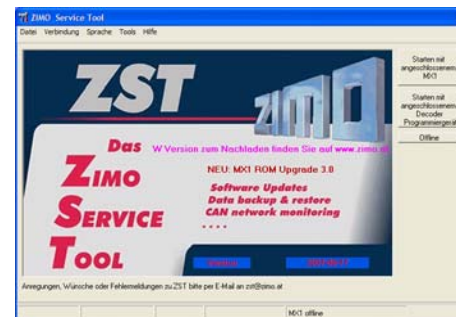 ZIMO Service Tool
Datei Verbindung Sprache Tools Hilfe
ZST
ZIMO
Das
ZIMO
SERVICE
TOOL
W Version zum Nachladen finden Sie auf www.zimo.at
NEU: MX1 ROM Upgrade 3.0
Software Updates
Data backup & restore
CAN network monitoring
....
Starten mit
angeschlossenem
MX1
Starten mit
angeschlossenem
Decoder
Programmiergerät
Offline
Anregungen, Wünsche oder Fehlermeldungen zu ZST bitte per E-Mail an zst@zimo.at
MX1 offline